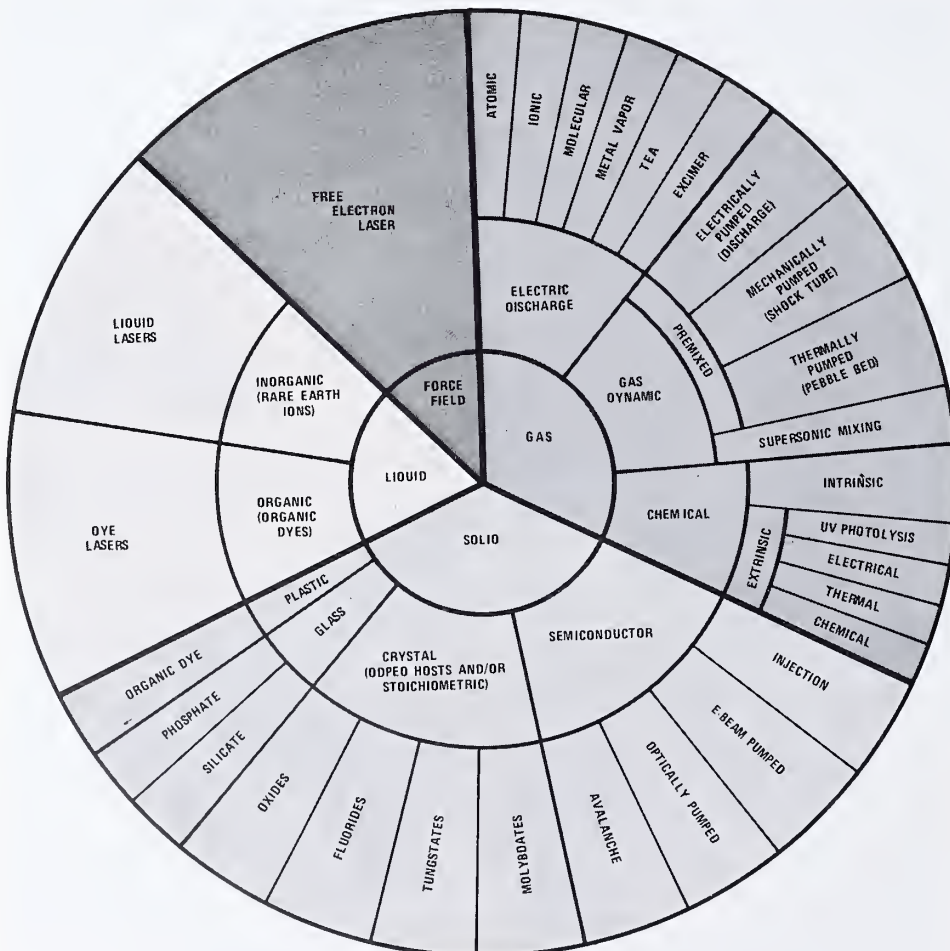 FREE
ELECTRON
LASER
FORCE
FIELD
ATOMIC
IONIC
MOLECULAR
METAL VAPOR
TEA
EXCIMER
ELECTRIC
DISCHARGE
GAS
ELECTRICALLY
PUMPED
(DISCHARGE)
MECHANICALLY
PUMPED
(SHOCK TUBE)
THERMALLY
PUMPED
(PEBBLE BED)
PREMIXED
GAS
DYNAMIC
SUPERSONIC MIXING
CHEMICAL
INTRINSIC
EXTRINSIC
UV PHOTOLYSIS
ELECTRICAL
THERMAL
CHEMICAL
SOLIO
SEMICONDUCTOR
INJECTION
E-BEAM PUMPED
OPTICALLY PUMPED
AVALANCHE
CRYSTAL
(ODPEO HOSTS AND/OR
STOICHIOMETRIC)
MOLYBDATES
TUNGSTATES
FLUORIDES
OXIDES
GLASS
SILICATE
PHOSPHATE
PLASTIC
ORGANIC DYE
LIQUID
ORGANIC
(ORGANIC
DYES)
OYE
LASERS
INORGANIC
(RARE EARTH
IONS)
LIQUID
LASERS